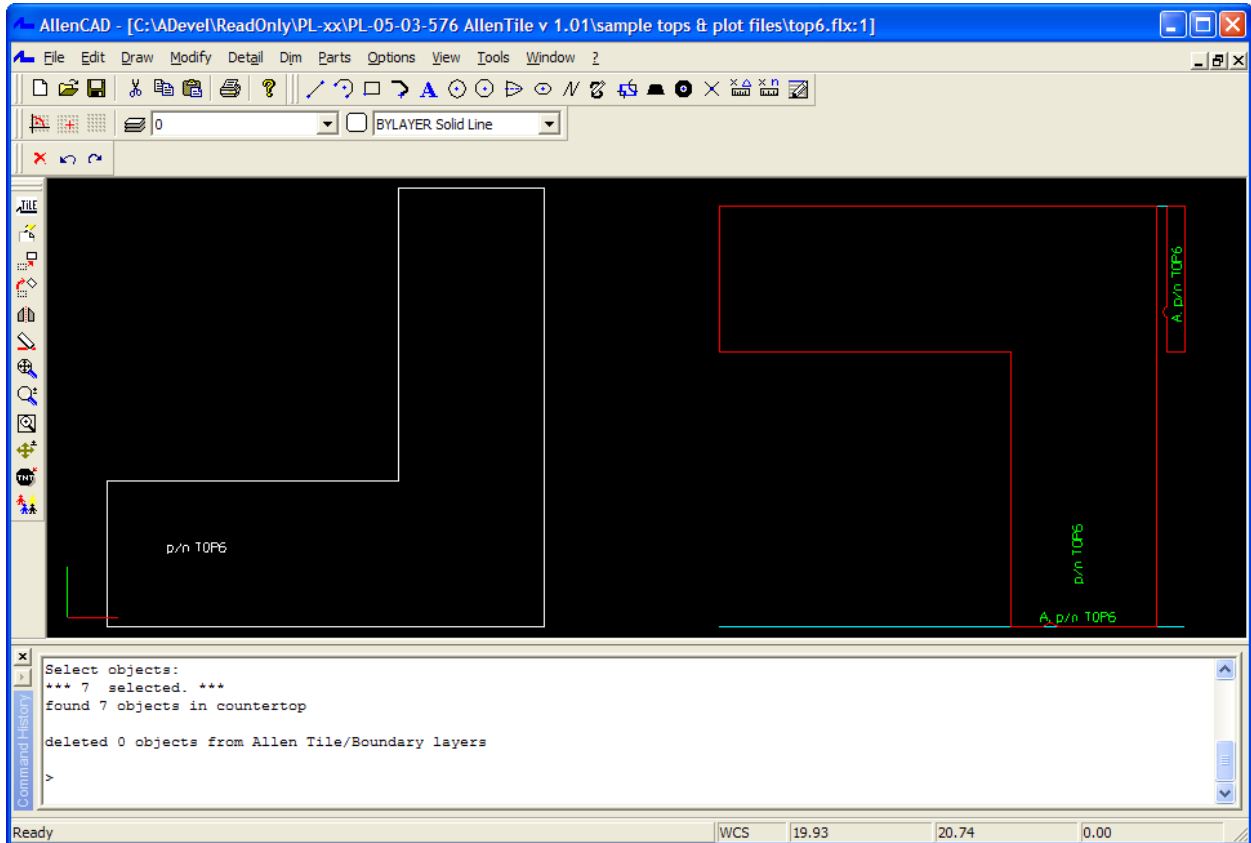 AllenCAD - [C:\ADevel\ReadOnly\PL-xx\PL-05-03-576 AllenTile v 1.01\sample tops & plot files\top6.flx:1]
File Edit Draw Modify Detail Dim Parts Options View Tools Window ?
0 BYLAYER Solid Line
TILE
TNT
p/n TOP6
A, p/n TOP6
p/n TOP6
A, p/n TOP6
Command History
Select objects:
*** 7 selected. ***
found 7 objects in countertop
deleted 0 objects from Allen Tile/Boundary layers
>
Ready WCS 19.93 20.74 0.00